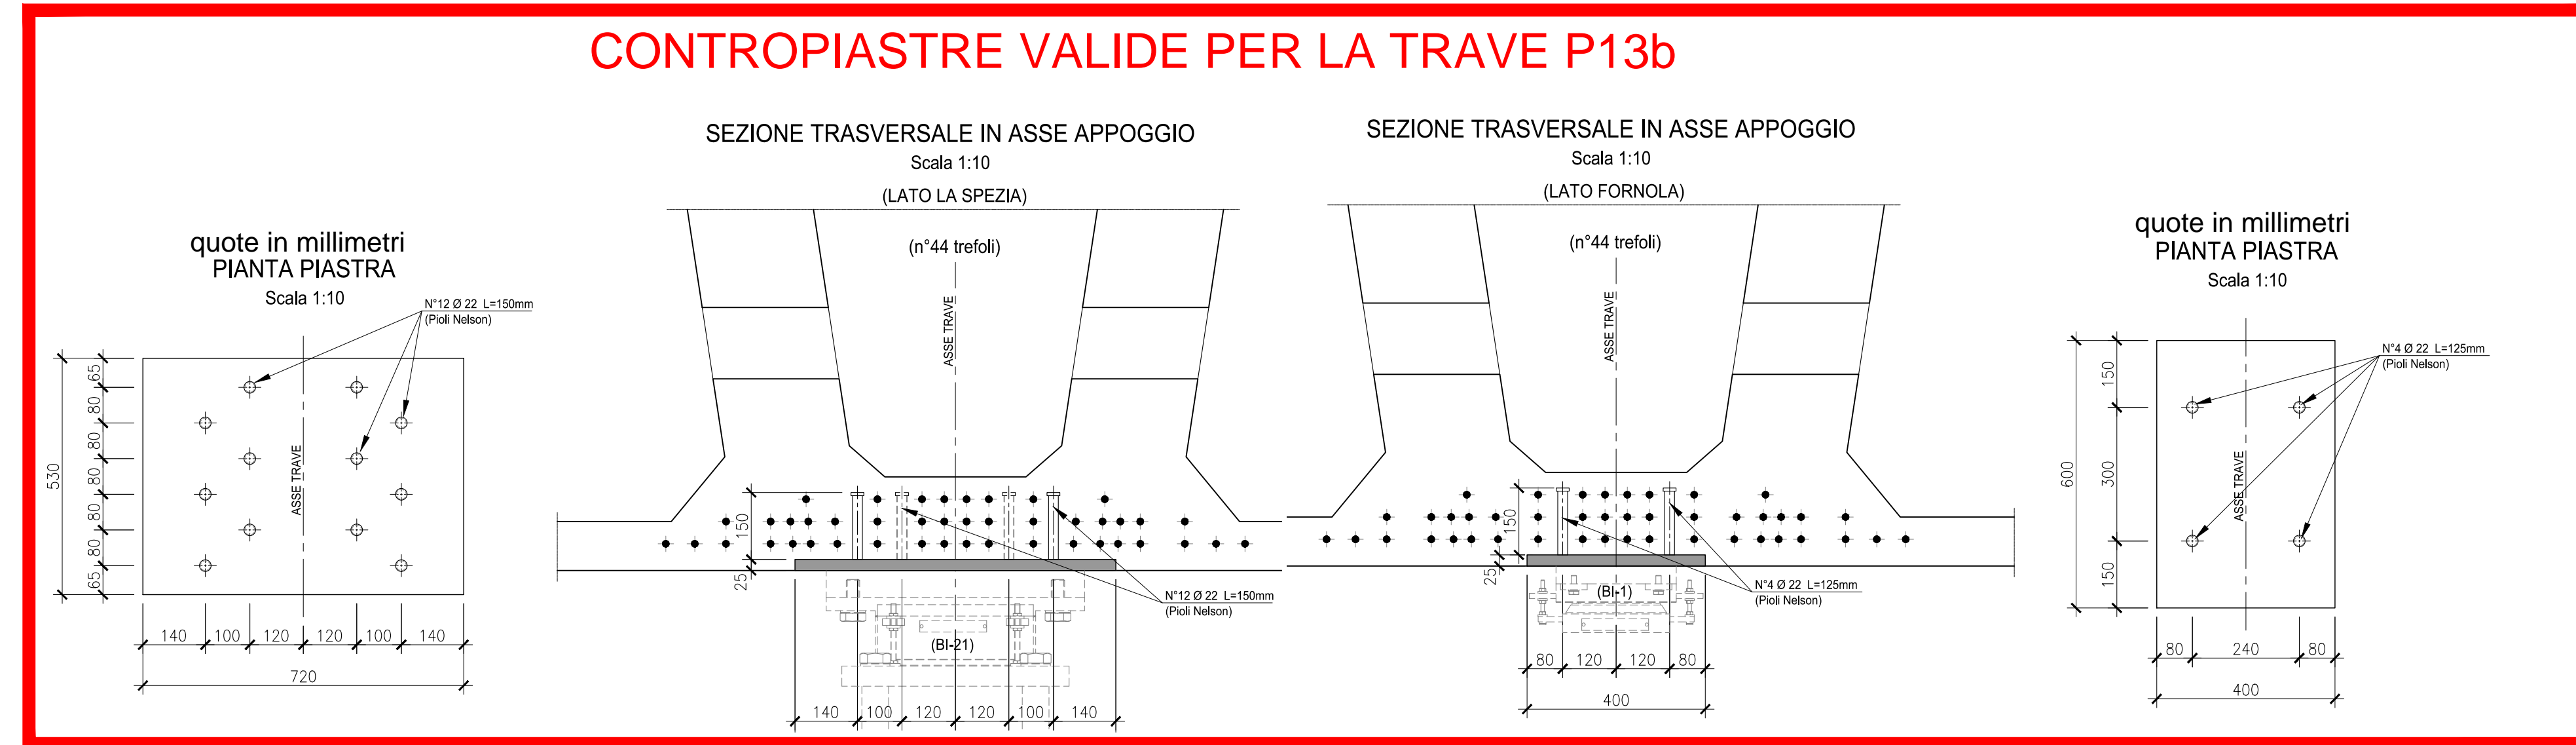 CONTROPIASTRE VALIDE PER LA TRAVE P13b
quote in millimetri
PIANTA PIASTRA
Scala 1:10
N°12 Ø 22 L=150mm
(Pioli Nelson)
65
80
80
80
80
80
65
530
ASSE TRAVE
140 100 120 120 100 140
720
SEZIONE TRASVERSALE IN ASSE APPOGGIO
Scala 1:10
(LATO LA SPEZIA)
(n°44 trefoli)
ASSE TRAVE
150
25
N°12 Ø 22 L=150mm
(Pioli Nelson)
(BI-21)
140 100 120 120 100 140
SEZIONE TRASVERSALE IN ASSE APPOGGIO
Scala 1:10
(LATO FORNOLA)
(n°44 trefoli)
ASSE TRAVE
150
25
(BI-1)
N°4 Ø 22 L=125mm
(Pioli Nelson)
80 120 120 80
400
quote in millimetri
PIANTA PIASTRA
Scala 1:10
N°4 Ø 22 L=125mm
(Pioli Nelson)
150
300
150
600
ASSE TRAVE
80 240 80
400